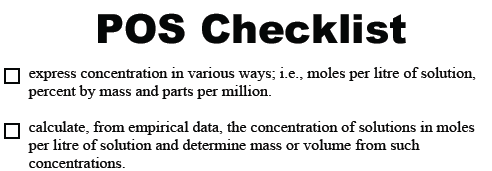 POS Checklist
express concentration in various ways; i.e., moles per litre of solution,
percent by mass and parts per million.
calculate, from empirical data, the concentration of solutions in moles
per litre of solution and determine mass or volume from such
concentrations.